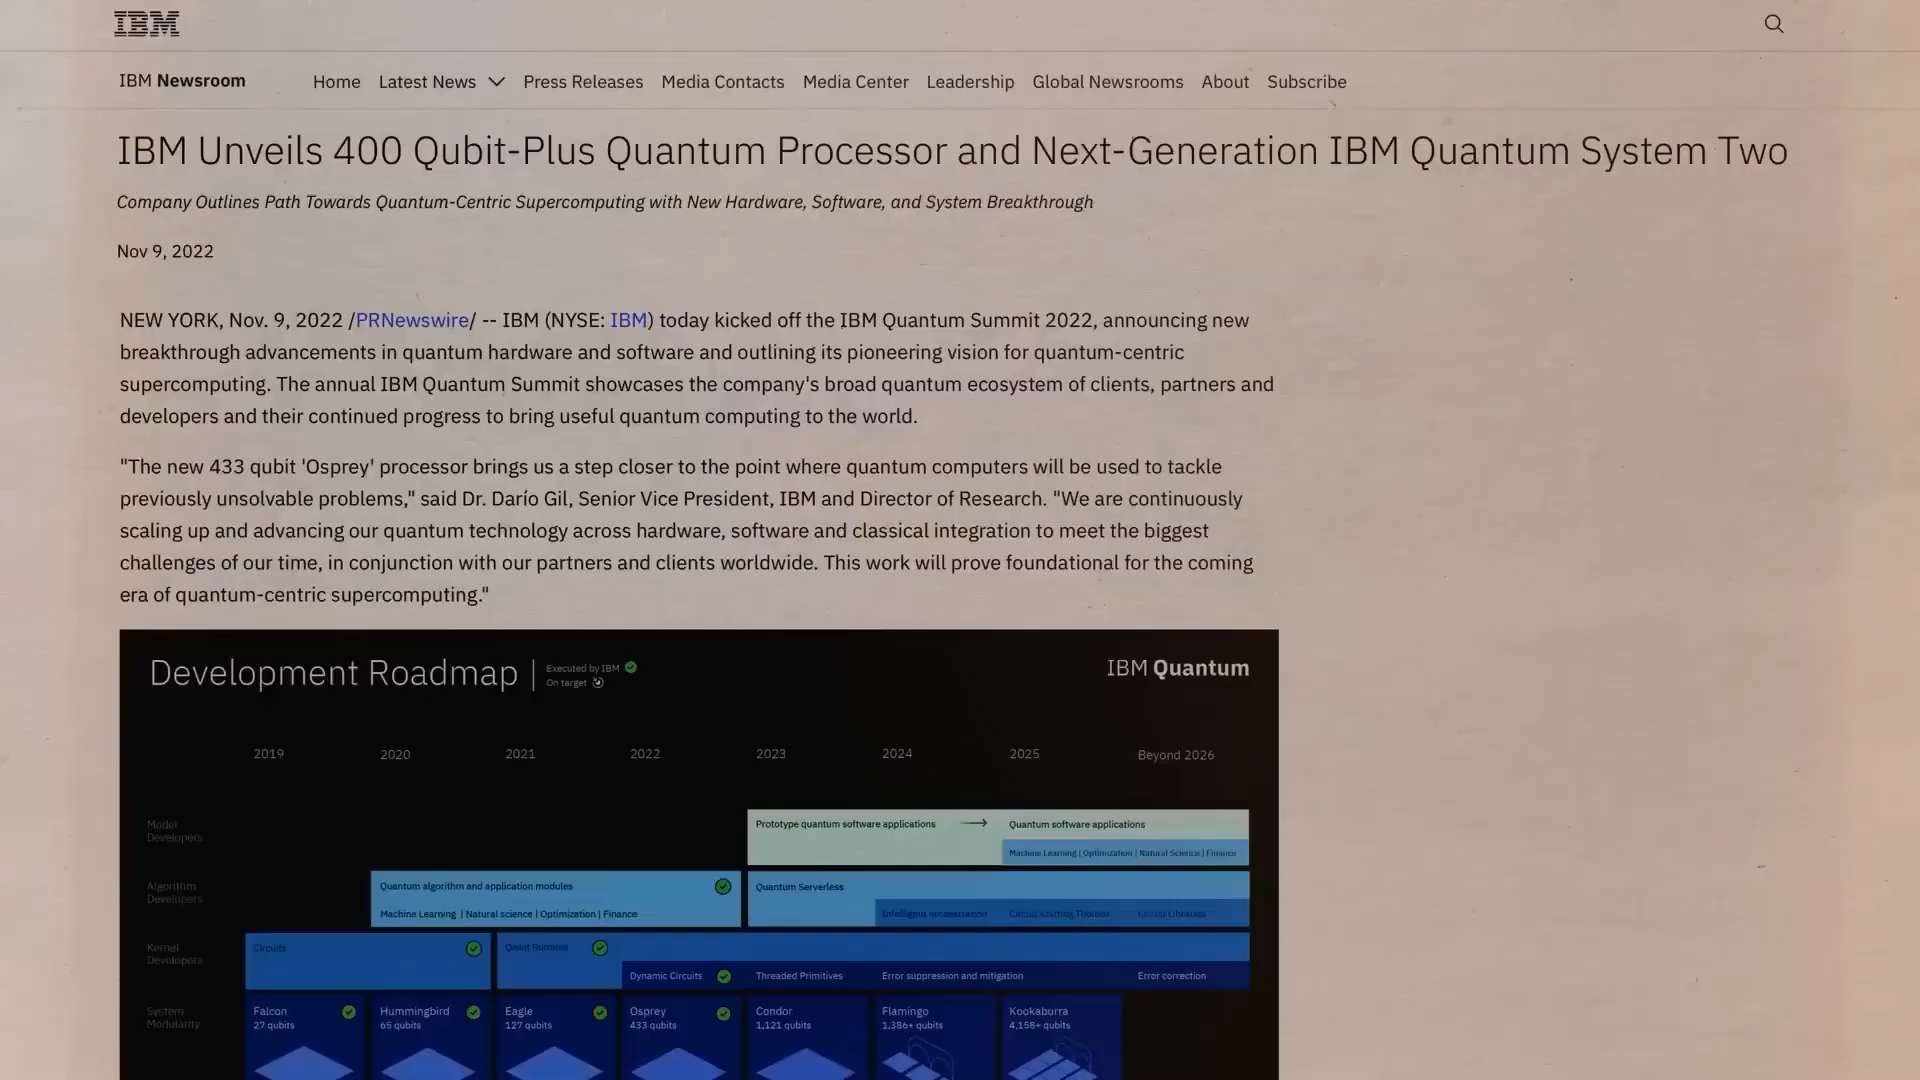 IBM
IBM Newsroom Home Latest News Press Releases Media Contacts Media Center Leadership Global Newsrooms About Subscribe
IBM Unveils 400 Qubit-Plus Quantum Processor and Next-Generation IBM Quantum System Two
Company Outlines Path Towards Quantum-Centric Supercomputing with New Hardware, Software, and System Breakthrough
Nov 9, 2022
NEW YORK, Nov. 9, 2022 /PRNewswire/ -- IBM (NYSE: IBM) today kicked off the IBM Quantum Summit 2022, announcing new
breakthrough advancements in quantum hardware and software and outlining its pioneering vision for quantum-centric
supercomputing. The annual IBM Quantum Summit showcases the company's broad quantum ecosystem of clients, partners and
developers and their continued progress to bring useful quantum computing to the world.
"The new 433 qubit 'Osprey' processor brings us a step closer to the point where quantum computers will be used to tackle
previously unsolvable problems," said Dr. Darío Gil, Senior Vice President, IBM and Director of Research. "We are continuously
scaling up and advancing our quantum technology across hardware, software and classical integration to meet the biggest
challenges of our time, in conjunction with our partners and clients worldwide. This work will prove foundational for the coming
era of quantum-centric supercomputing."
Development Roadmap | Executed by IBM
On target
IBM Quantum
2019 2020 2021 2022 2023 2024 2025 Beyond 2026
Model
Developers
Prototype quantum software applications → Quantum software applications
Machine Learning | Optimization | Natural Science | Finance
Algorithm
Developers
Quantum algorithm and application modules
Machine Learning | Natural science | Optimization | Finance
Quantum Serverless
Intelligent orchestration Circuit Knitting Toolbox Circuit Libraries
Kernel
Developers
Circuits
Qiskit Runtime
Dynamic Circuits Threaded Primitives Error suppression and mitigation Error correction
System
Modularity
Falcon
27 qubits
Hummingbird
65 qubits
Eagle
127 qubits
Osprey
433 qubits
Condor
1,121 qubits
Flamingo
1,386+ qubits
Kookaburra
4,158+ qubits